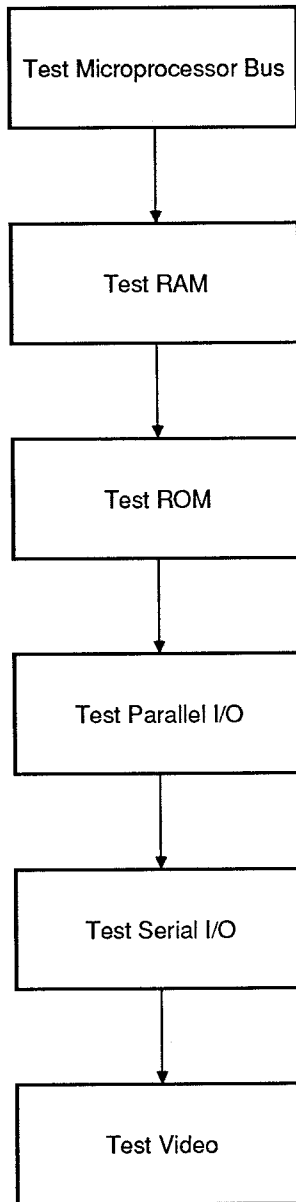 Test Microprocessor Bus
Test RAM
Test ROM
Test Parallel I/O
Test Serial I/O
Test Video